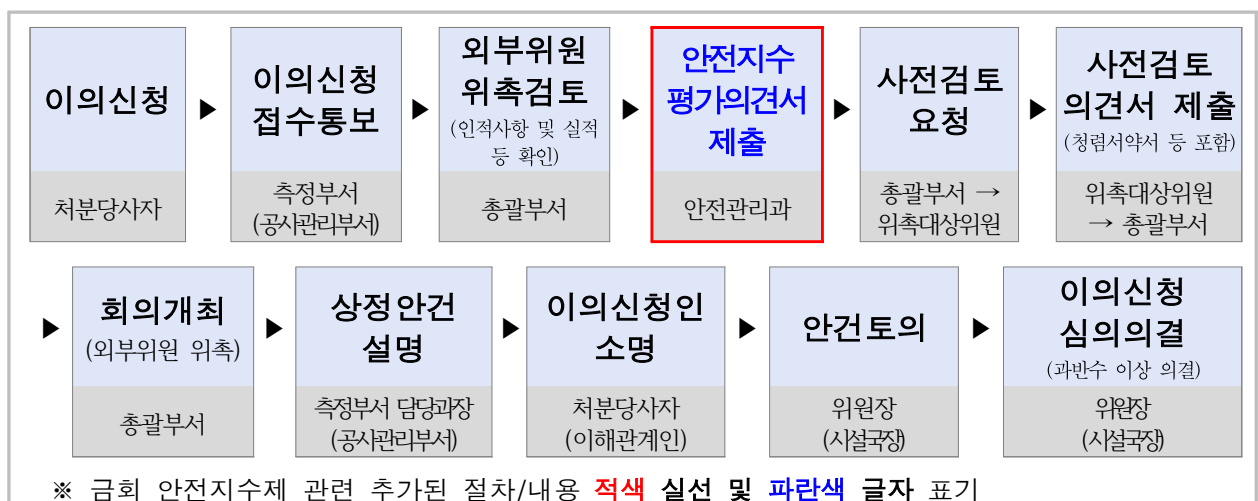 이의신청
처분당사자
▶
이의신청
접수통보
측정부서
(공사관리부서)
▶
외부위원
위촉검토
(인적사항 및 실적
등 확인)
총괄부서
▶
안전지수
평가의견서
제출
안전관리과
▶
사전검토
요청
총괄부서 →
위촉대상위원
▶
사전검토
의견서 제출
(청렴서약서 등 포함)
위촉대상위원
→ 총괄부서
▶
회의개최
(외부위원 위촉)
총괄부서
▶
상정안건
설명
측정부서 담당과장
(공사관리부서)
▶
이의신청인
소명
처분당사자
(이해관계인)
▶
안건토의
위원장
(시설국장)
▶
이의신청
심의의결
(과반수 이상 의결)
위원장
(시설국장)
※ 금회 안전지수제 관련 추가된 절차/내용 적색 실선 및 파란색 글자 표기